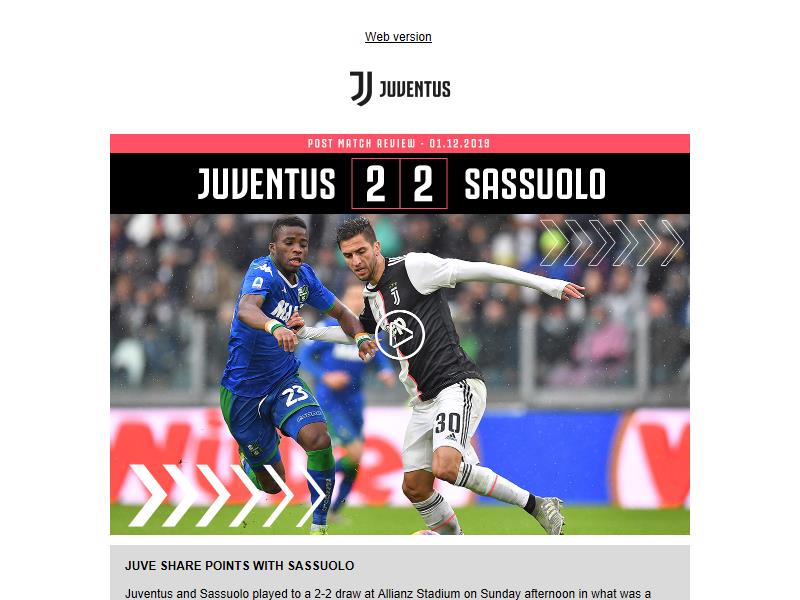 Web version
JUVENTUS
POST MATCH REVIEW - 01.12.2019
JUVENTUS 2 2 SASSUOLO
23
30
JUVE SHARE POINTS WITH SASSUOLO
Juventus and Sassuolo played to a 2-2 draw at Allianz Stadium on Sunday afternoon in what was a